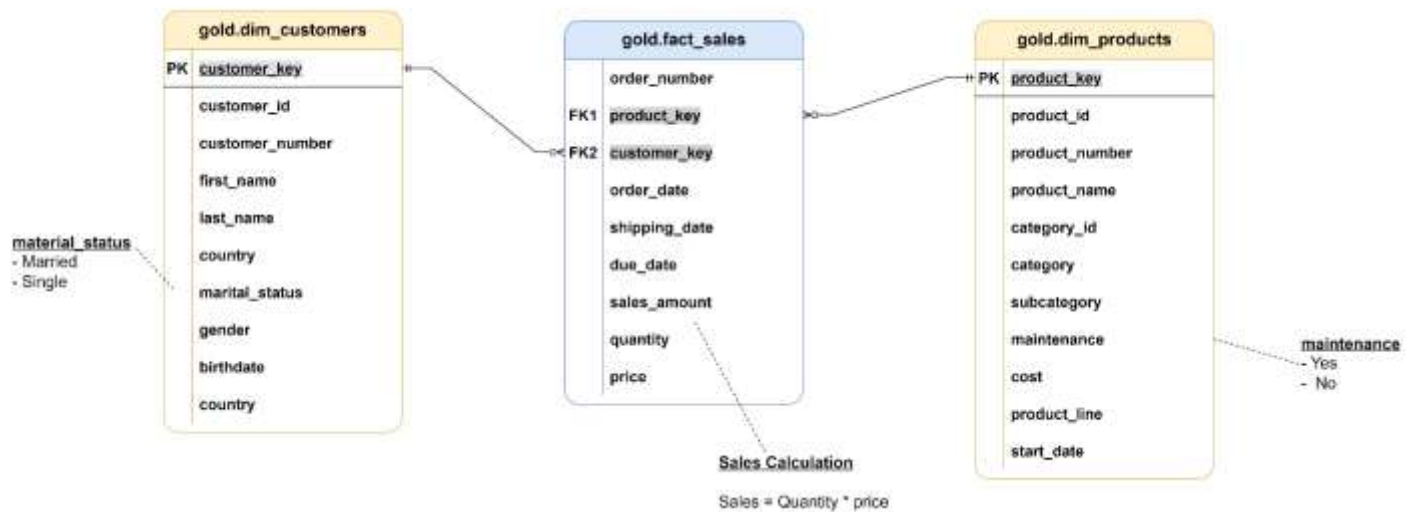 gold.dim_customers
PK customer_key
customer_id
customer_number
first_name
last_name
country
marital_status
gender
birthdate
country
material_status
- Married
- Single
gold.fact_sales
order_number
FK1 product_key
FK2 customer_key
order_date
shipping_date
due_date
sales_amount
quantity
price
Sales Calculation
Sales = Quantity * price
gold.dim_products
PK product_key
product_id
product_number
product_name
category_id
category
subcategory
maintenance
cost
product_line
start_date
maintenance
- Yes
- No